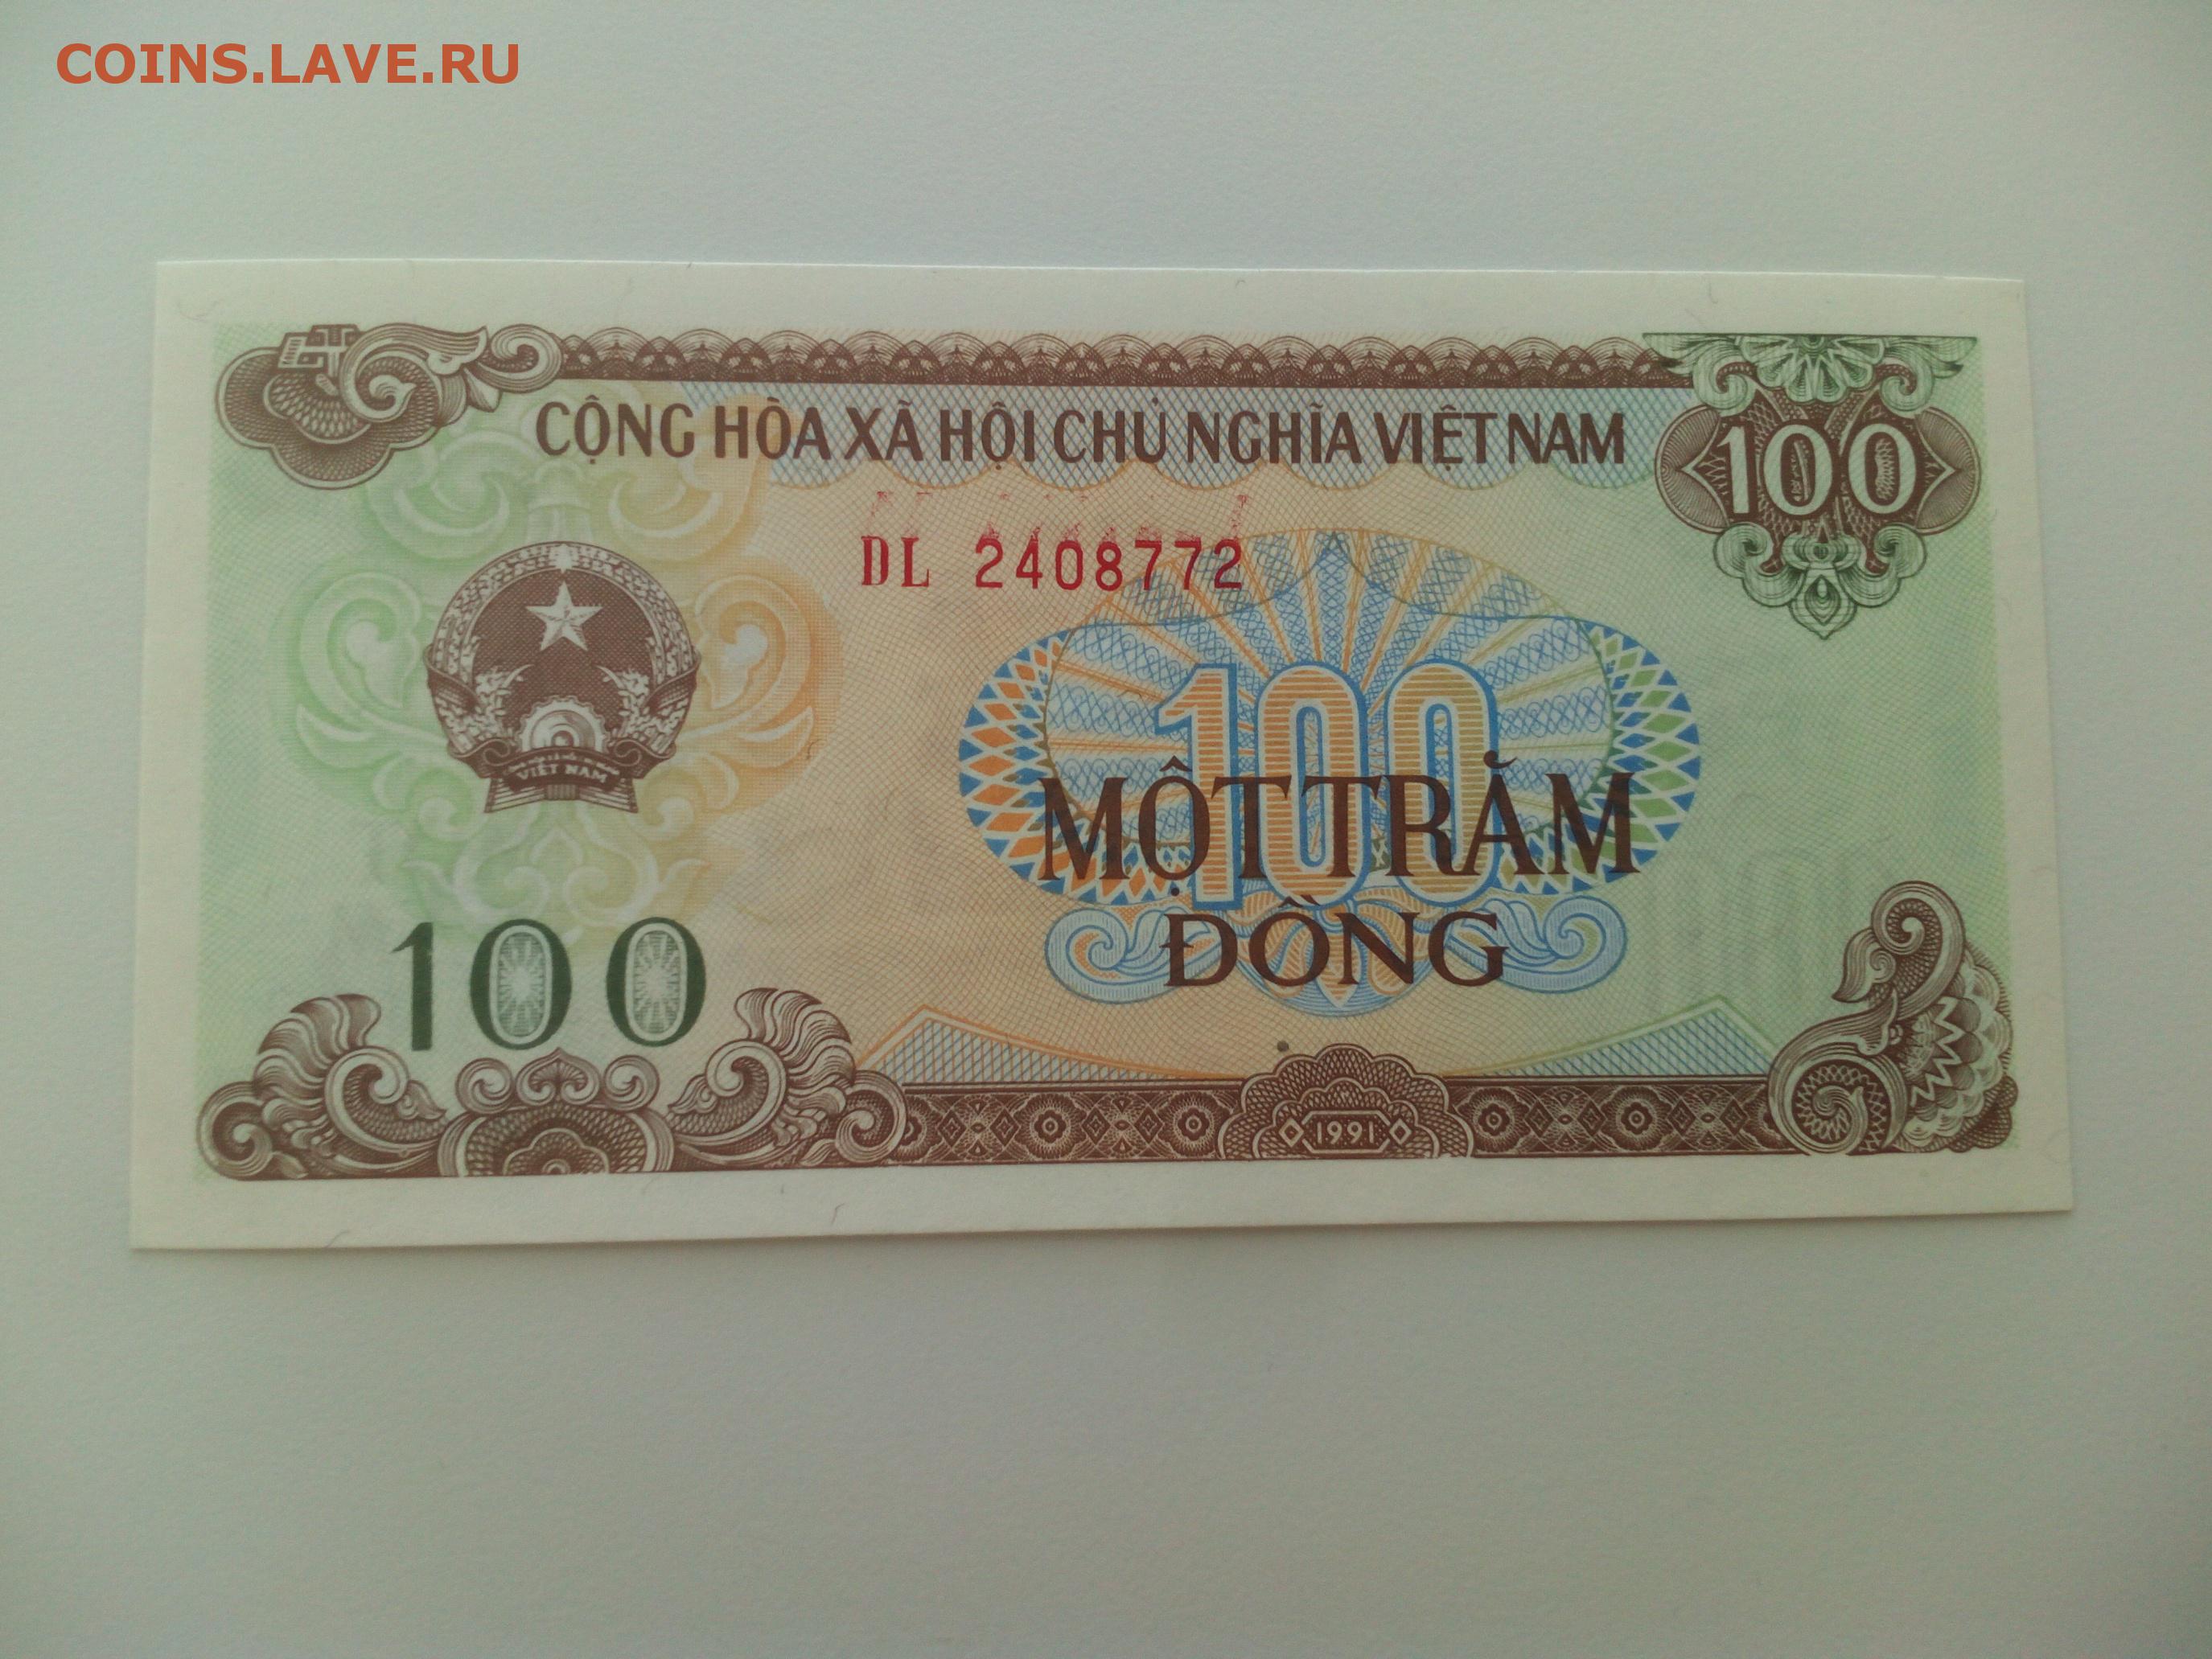 COINS.LAVE.RU
CỘNG HÒA XÃ HỘI CHỦ NGHĨA VIỆT NAM
100
DL 2408772
100
VIỆT NAM
MỘT TRĂM
ĐỒNG
100
1991